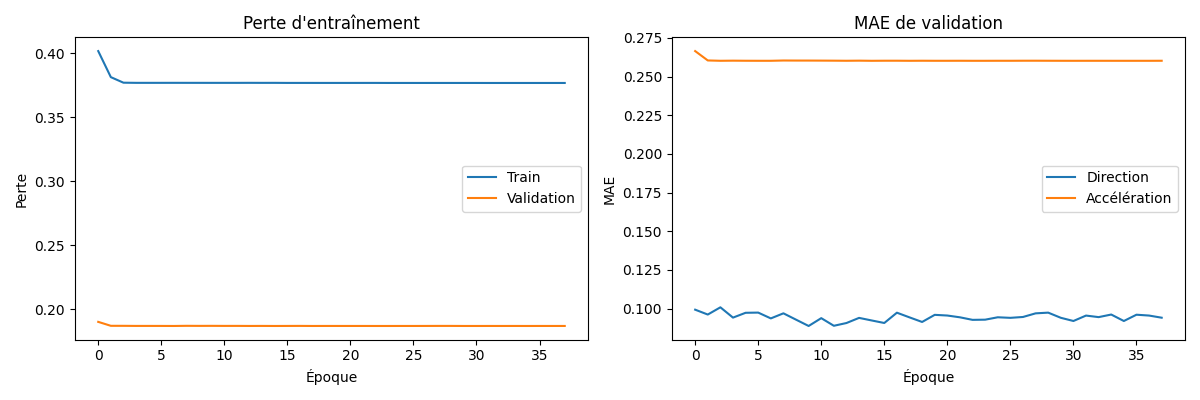 Perte d'entraînement
0.40
0.35
0.30
0.25
0.20
Perte
0 5 10 15 20 25 30 35
Époque
Train
Validation
MAE de validation
0.275
0.250
0.225
0.200
0.175
0.150
0.125
0.100
MAE
0 5 10 15 20 25 30 35
Époque
Direction
Accélération